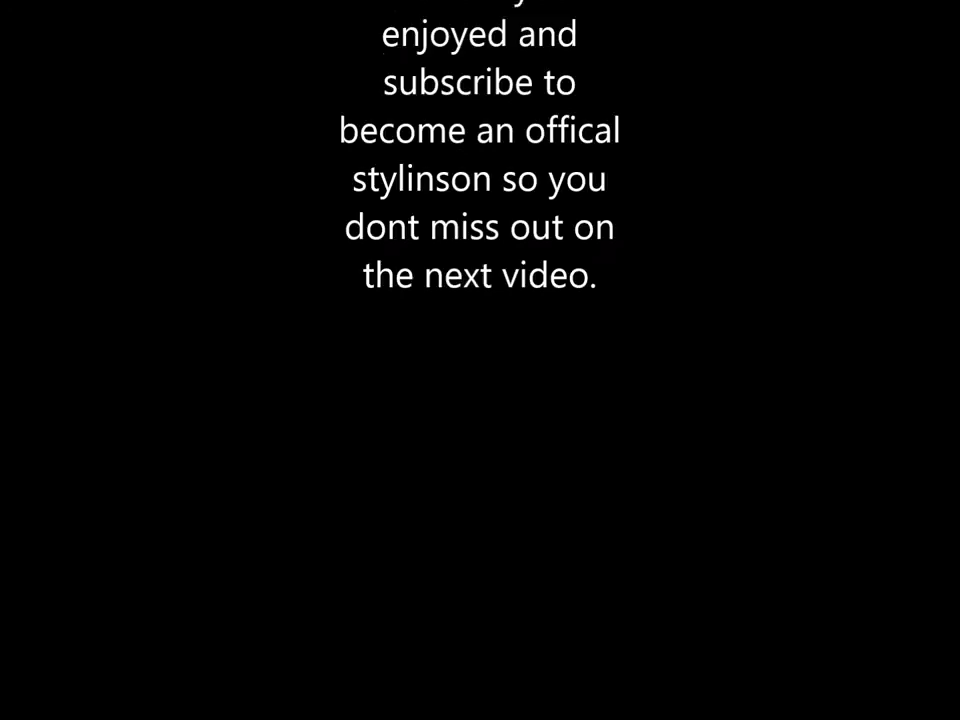 enjoyed and
subscribe to
become an offical
stylinson so you
dont miss out on
the next video.